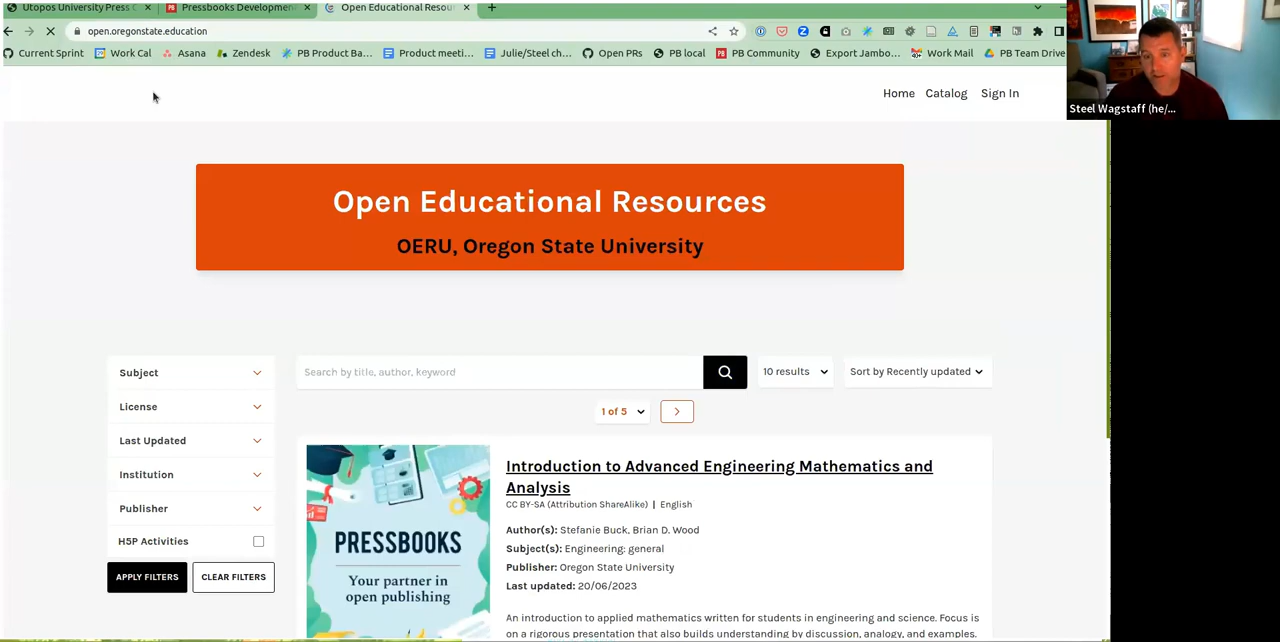 Utopos University Press C
Pressbooks Developmen
Open Educational Resou
open.oregonstate.education
Current Sprint
Work Cal
Asana
Zendesk
PB Product Ba...
Product meeti...
Julie/Steel ch...
Open PRs
PB local
PB Community
Export Jambo...
Work Mail
PB Team Drive
Steel Wagstaff (he/...
Home Catalog Sign In
Open Educational Resources
OERU, Oregon State University
Subject
License
Last Updated
Institution
Publisher
H5P Activities
APPLY FILTERS
CLEAR FILTERS
Search by title, author, keyword
10 results
Sort by Recently updated
1 of 5
PRESSBOOKS
Your partner in
open publishing
Introduction to Advanced Engineering Mathematics and
Analysis
CC BY-SA (Attribution ShareAlike) | English
Author(s): Stefanie Buck, Brian D. Wood
Subject(s): Engineering: general
Publisher: Oregon State University
Last updated: 20/06/2023
An introduction to applied mathematics written for students in engineering and science. Focus is
on a rigorous presentation that also builds understanding by discussion, analogy, and examples.